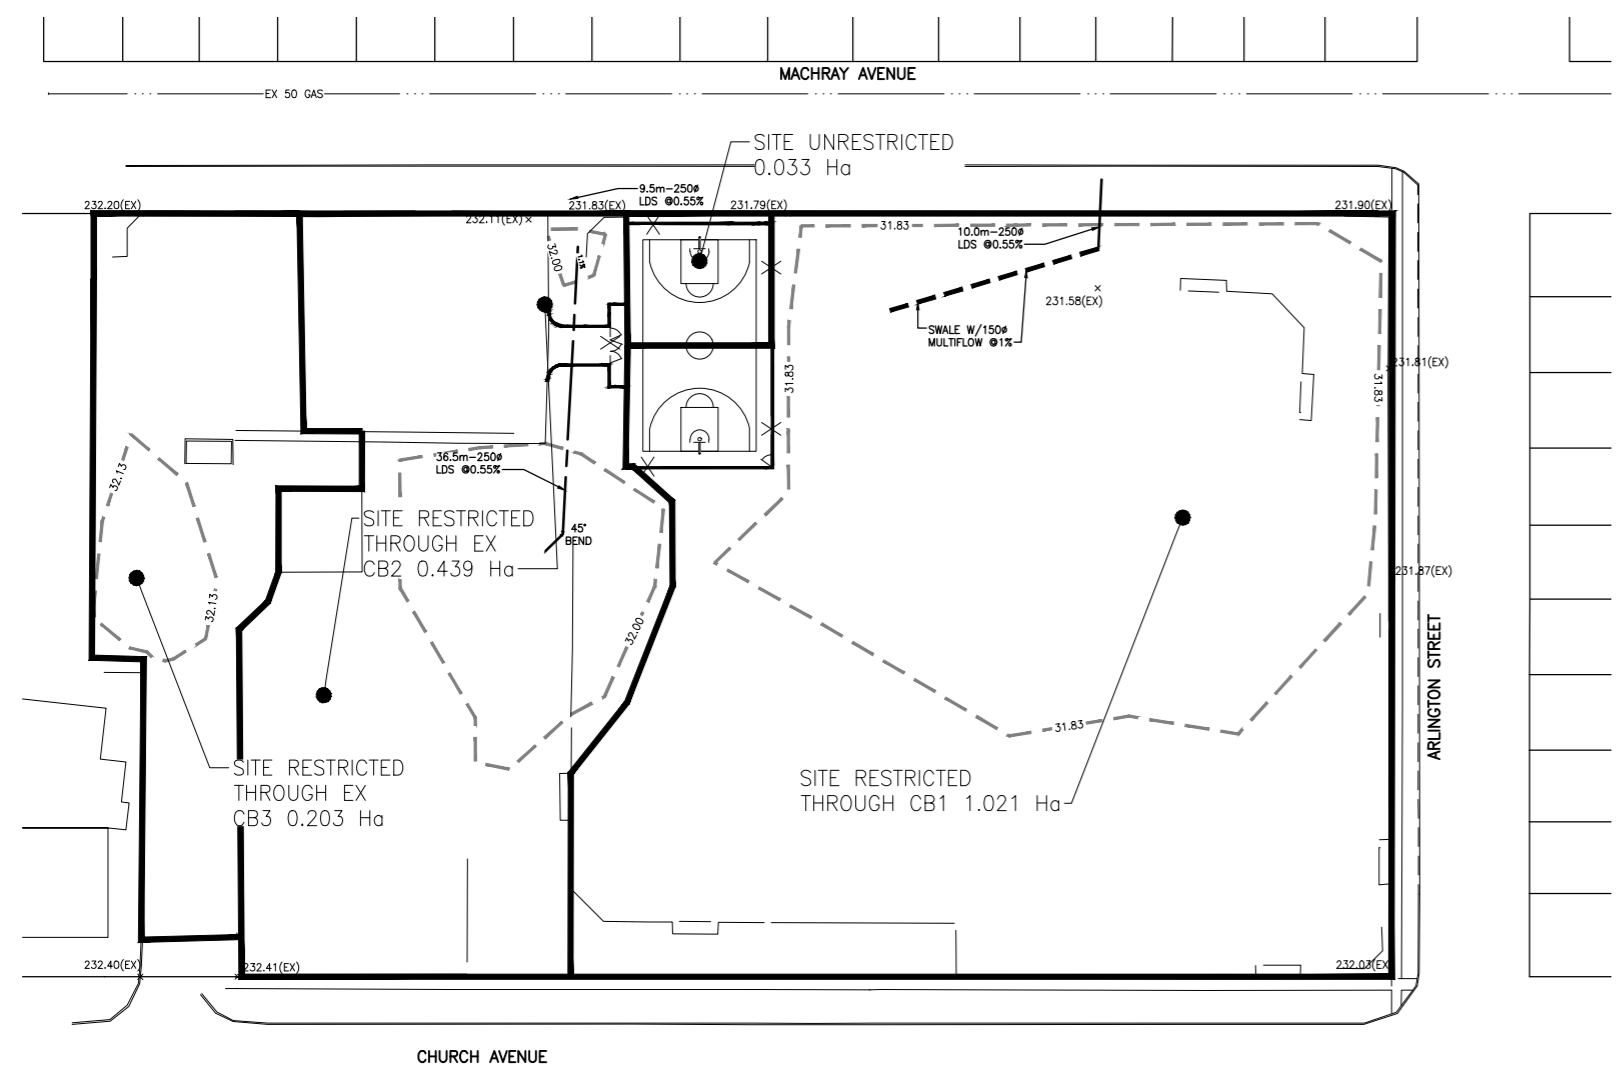 MACHRAY AVENUE
EX 50 GAS
SITE UNRESTRICTED
0.033 Ha
9.5m-250ø
LDS @0.55%
232.20(EX)
232.11(EX)
231.83(EX)
231.79(EX)
231.90(EX)
31.83
10.0m-250ø
LDS @0.55%
32.00
231.58(EX)
SWALE W/150ø
MULTIFLOW @1%
231.81(EX)
31.83
31.83
36.5m-250ø
LDS @0.55%
32.13
SITE RESTRICTED
THROUGH EX
CB2 0.439 Ha
45°
BEND
231.87(EX)
32.13
32.00
ARLINGTON STREET
31.83
SITE RESTRICTED
THROUGH EX
CB3 0.203 Ha
SITE RESTRICTED
THROUGH CB1 1.021 Ha
232.40(EX)
232.41(EX)
232.03(EX)
CHURCH AVENUE